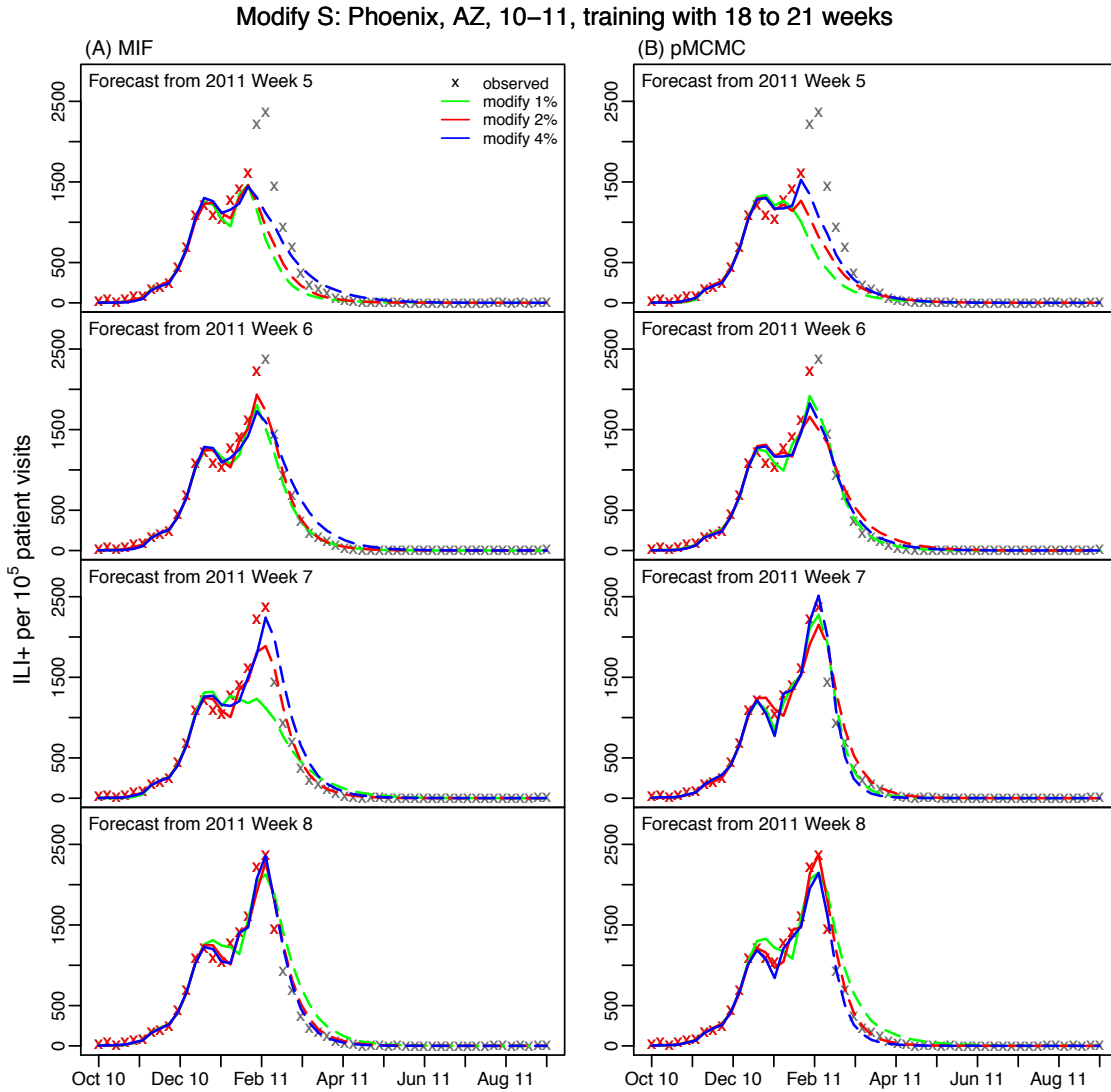 Modify S: Phoenix, AZ, 10−11, training with 18 to 21 weeks
(A) MIF
(B) pMCMC
Forecast from 2011 Week 5
x observed
modify 1%
modify 2%
modify 4%
Forecast from 2011 Week 5
0 500 1500 2500
0 500 1500 2500
Forecast from 2011 Week 6
Forecast from 2011 Week 6
0 500 1500 2500
0 500 1500 2500
ILI+ per 10⁵ patient visits
Forecast from 2011 Week 7
Forecast from 2011 Week 7
0 500 1500 2500
0 500 1500 2500
Forecast from 2011 Week 8
Forecast from 2011 Week 8
0 500 1500 2500
0 500 1500 2500
Oct 10 Dec 10 Feb 11 Apr 11 Jun 11 Aug 11
Oct 10 Dec 10 Feb 11 Apr 11 Jun 11 Aug 11